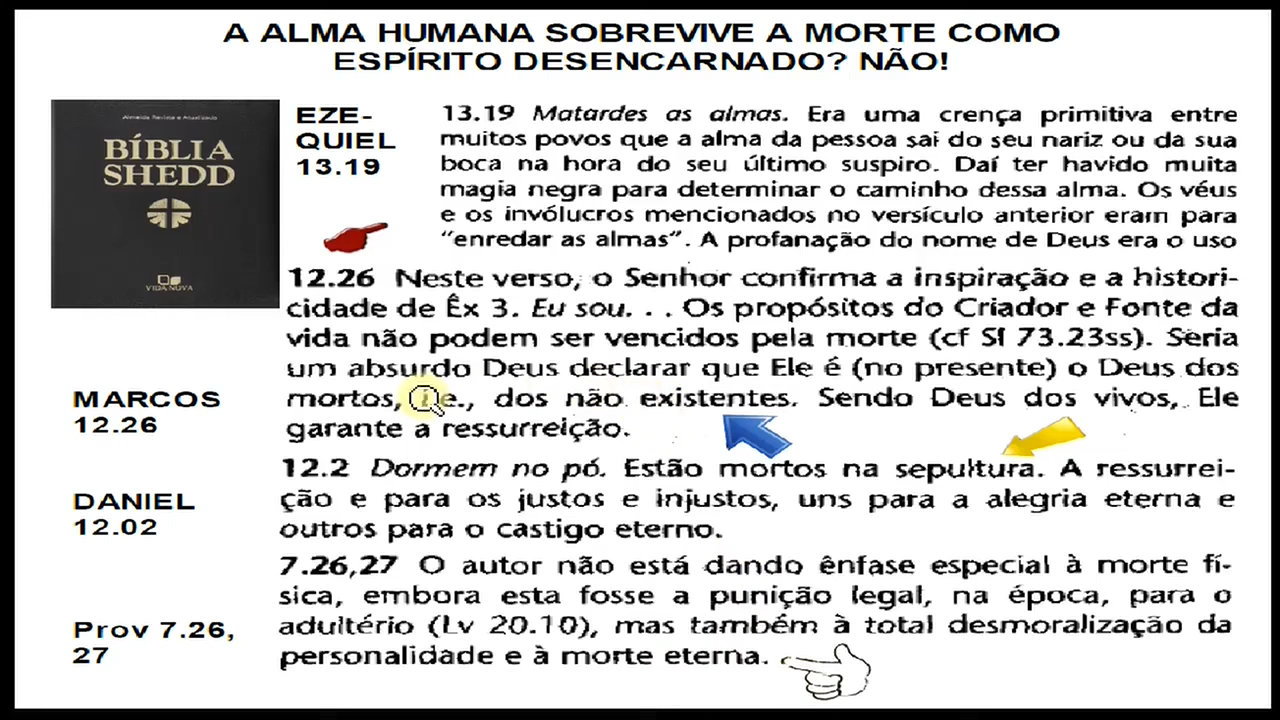 A ALMA HUMANA SOBREVIVE A MORTE COMO
ESPÍRITO DESENCARNADO? NÃO!
Almeida Revista e Atualizada
BÍBLIA
SHEDD
VIDA NOVA
EZE-
QUIEL
13.19
13.19 Matardes as almas. Era uma crença primitiva entre
muitos povos que a alma da pessoa sai do seu nariz ou da sua
boca na hora do seu último suspiro. Daí ter havido muita
magia negra para determinar o caminho dessa alma. Os véus
e os invólucros mencionados no versículo anterior eram para
“enredar as almas”. A profanação do nome de Deus era o uso
MARCOS
12.26
12.26 Neste verso, o Senhor confirma a inspiração e a histori-
cidade de Êx 3. Eu sou. . . Os propósitos do Criador e Fonte da
vida não podem ser vencidos pela morte (cf Sl 73.23ss). Seria
um absurdo Deus declarar que Ele é (no presente) o Deus dos
mortos, i.e., dos não existentes. Sendo Deus dos vivos, Ele
garante a ressurreição.
DANIEL
12.02
12.2 Dormem no pó. Estão mortos na sepultura. A ressurrei-
ção e para os justos e injustos, uns para a alegria eterna e
outros para o castigo eterno.
Prov 7.26,
27
7.26,27 O autor não está dando ênfase especial à morte fí-
sica, embora esta fosse a punição legal, na época, para o
adultério (Lv 20.10), mas também à total desmoralização da
personalidade e à morte eterna.